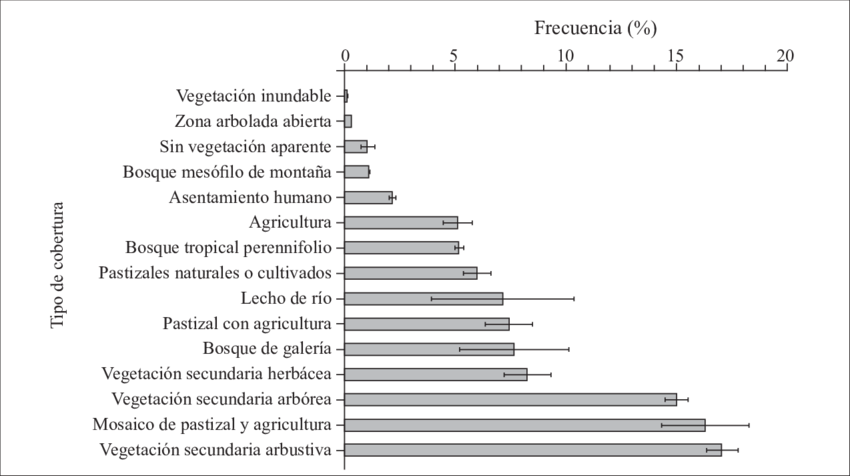 Frecuencia (%)
0 5 10 15 20
Tipo de cobertura
Vegetación inundable
Zona arbolada abierta
Sin vegetación aparente
Bosque mesófilo de montaña
Asentamiento humano
Agricultura
Bosque tropical perennifolio
Pastizales naturales o cultivados
Lecho de río
Pastizal con agricultura
Bosque de galería
Vegetación secundaria herbácea
Vegetación secundaria arbórea
Mosaico de pastizal y agricultura
Vegetación secundaria arbustiva